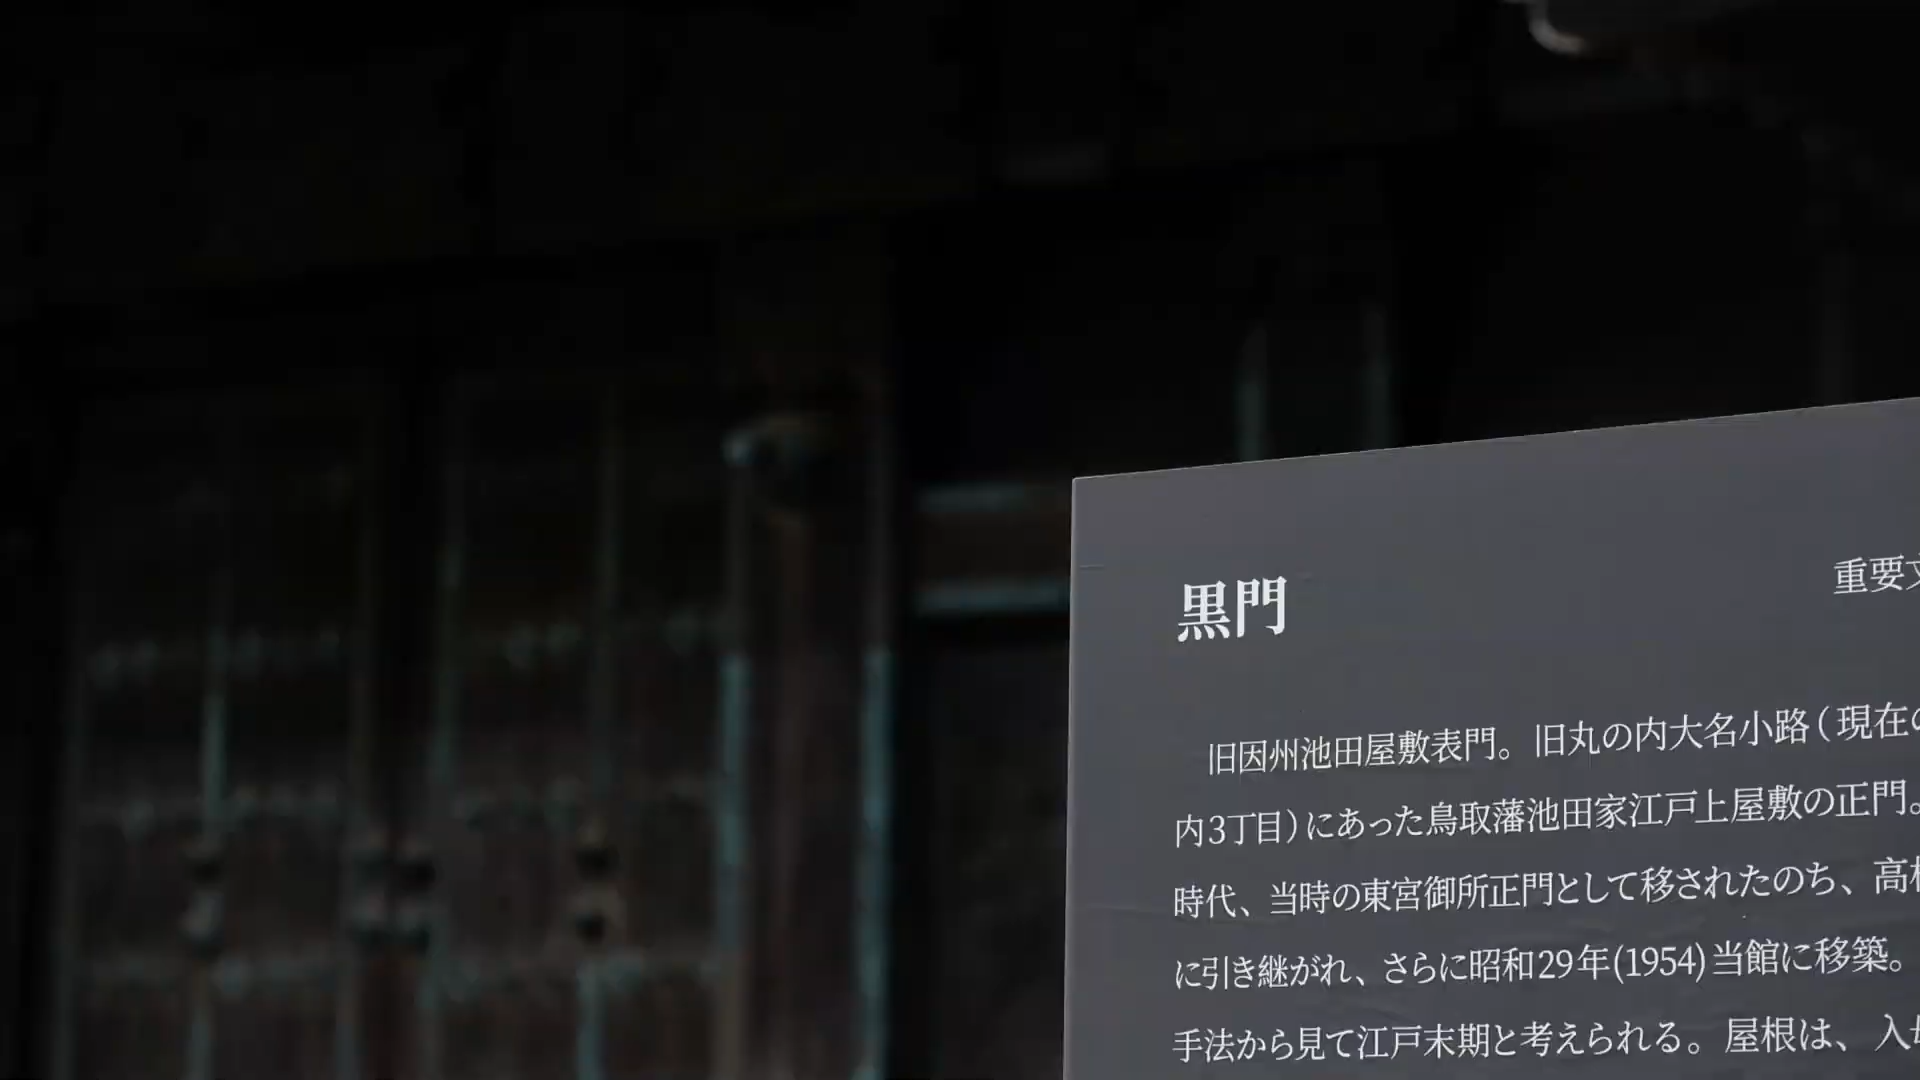 黒門
重要文
旧因州池田屋敷表門。旧丸の内大名小路(現在の
内3丁目)にあった鳥取藩池田家江戸上屋敷の正門。
時代、当時の東宮御所正門として移されたのち、高松
に引き継がれ、さらに昭和29年(1954)当館に移築。
手法から見て江戸末期と考えられる。屋根は、入母